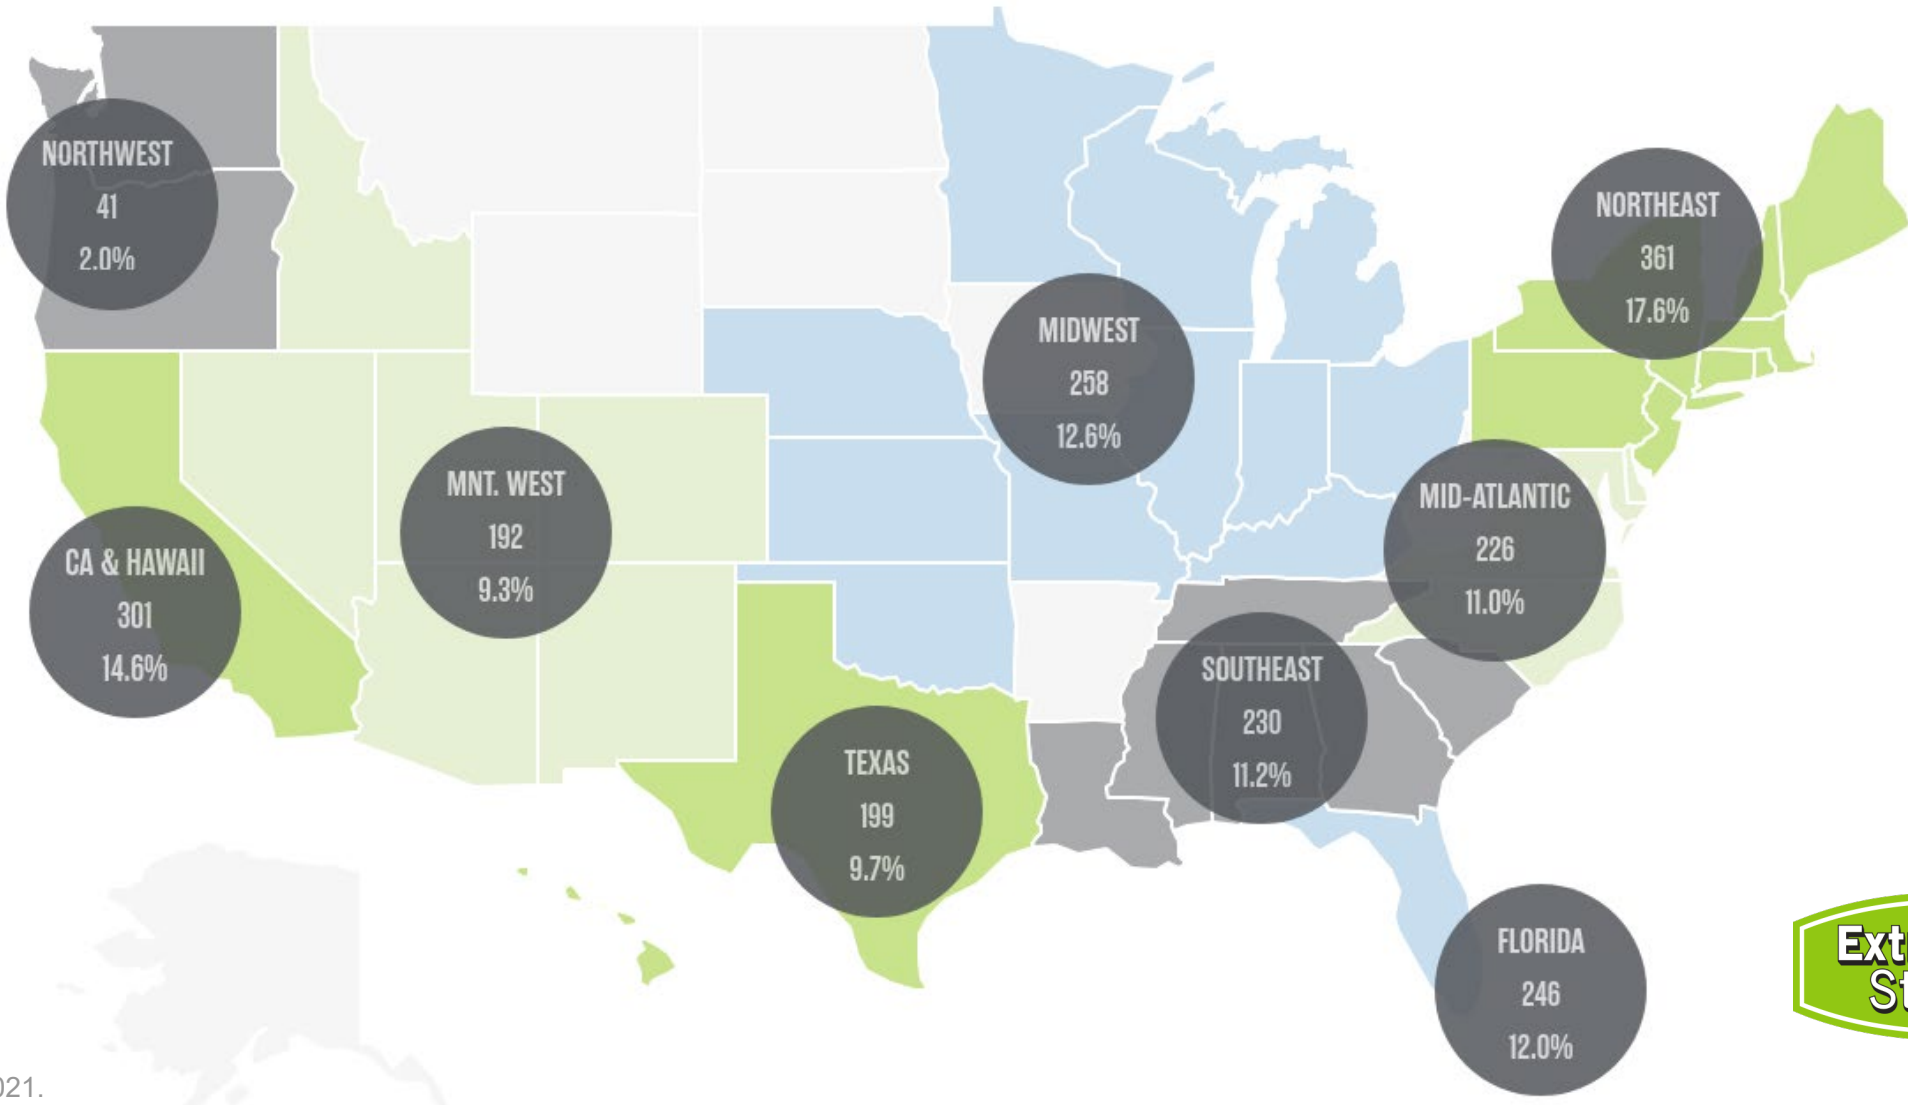 NORTHWEST
41
2.0%
NORTHEAST
361
17.6%
MIDWEST
258
12.6%
MNT. WEST
192
9.3%
MID-ATLANTIC
226
11.0%
CA & HAWAII
301
14.6%
SOUTHEAST
230
11.2%
TEXAS
199
9.7%
FLORIDA
246
12.0%